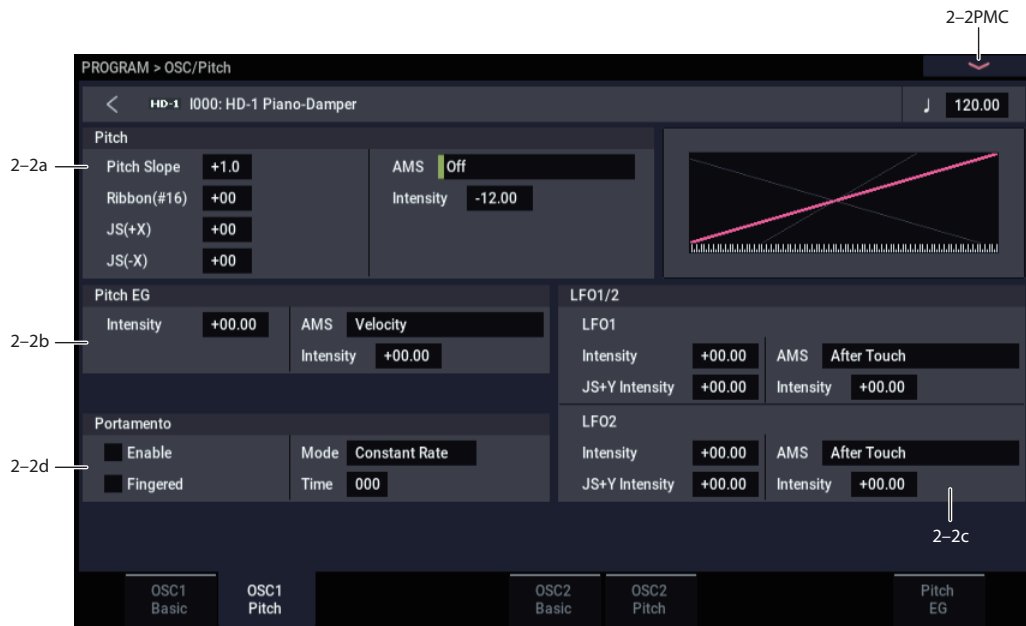 2–2PMC
PROGRAM > OSC/Pitch
HD-1 I000: HD-1 Piano-Damper
♩ 120.00
Pitch
2–2a
Pitch Slope +1.0
Ribbon(#16) +00
JS(+X) +00
JS(-X) +00
AMS Off
Intensity -12.00
Pitch EG
2–2b
Intensity +00.00
AMS Velocity
Intensity +00.00
LFO1/2
LFO1
Intensity +00.00 AMS After Touch
JS+Y Intensity +00.00 Intensity +00.00
LFO2
Intensity +00.00 AMS After Touch
JS+Y Intensity +00.00 Intensity +00.00
2–2c
Portamento
2–2d
Enable
Fingered
Mode Constant Rate
Time 000
OSC1
Basic
OSC1
Pitch
OSC2
Basic
OSC2
Pitch
Pitch
EG